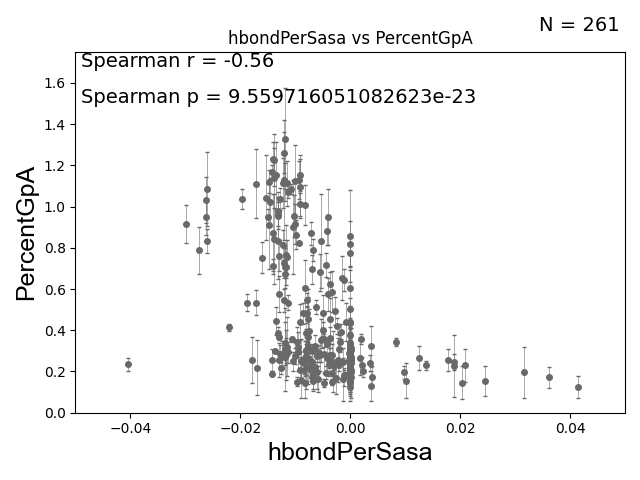 N = 261
hbondPerSasa vs PercentGpA
Spearman r = -0.56
Spearman p = 9.559716051082623e-23
PercentGpA
1.6
1.4
1.2
1.0
0.8
0.6
0.4
0.2
0.0
−0.04 −0.02 0.00 0.02 0.04
hbondPerSasa